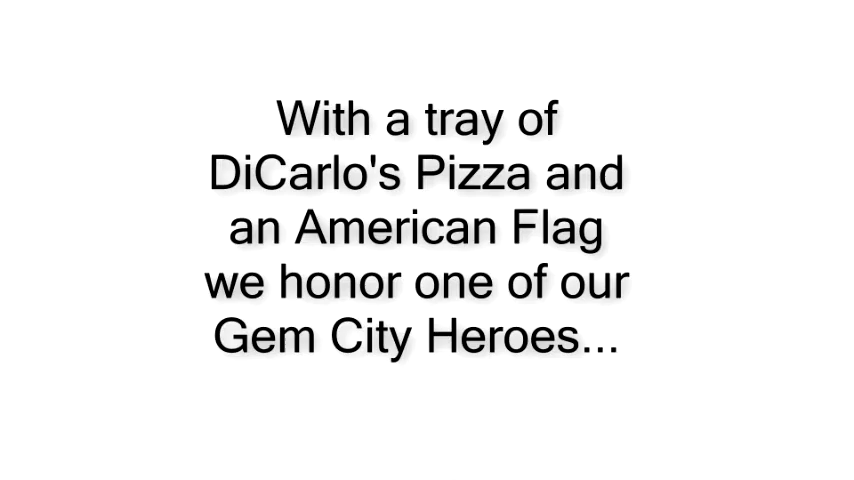 With a tray of
DiCarlo's Pizza and
an American Flag
we honor one of our
Gem City Heroes...